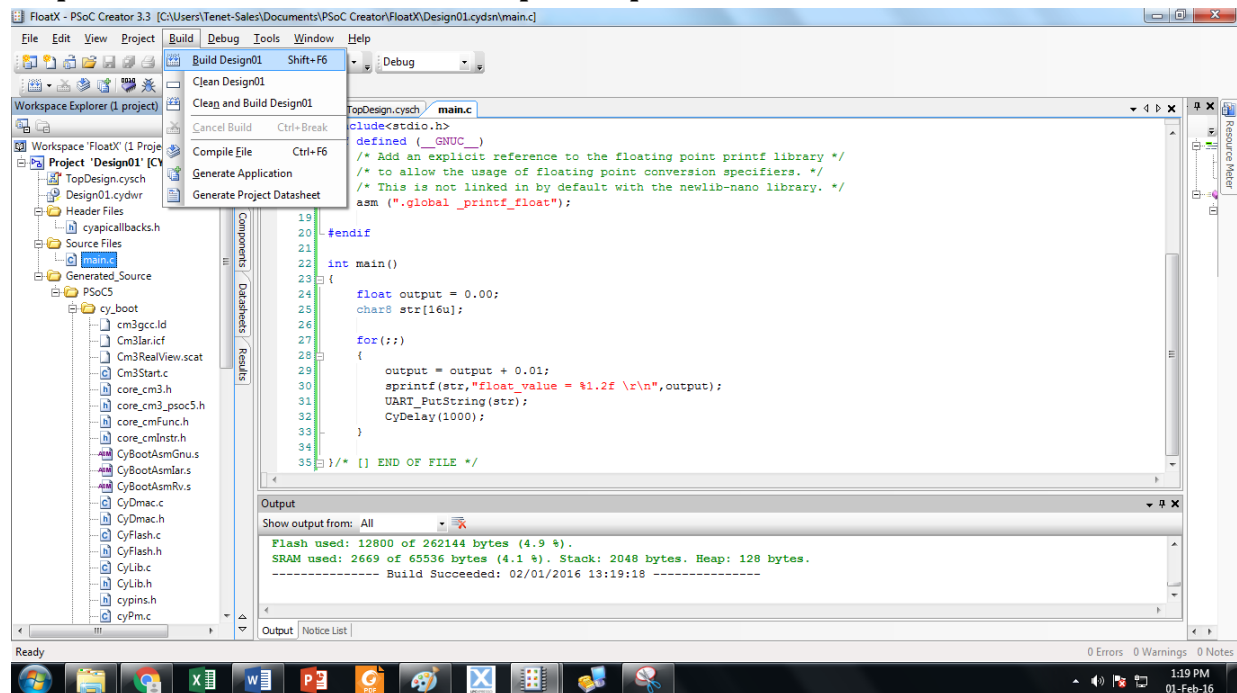 FloatX - PSoC Creator 3.3 [C:\Users\Tenet-Sales\Documents\PSoC Creator\FloatX\Design01.cydsn\main.c]
File Edit View Project Build Debug Tools Window Help
Build Design01 Shift+F6
Clean Design01
Clean and Build Design01
Cancel Build Ctrl+Break
Compile File Ctrl+F6
Generate Application
Generate Project Datasheet
Debug
Workspace Explorer (1 project)
Workspace 'FloatX' (1 Proje
Project 'Design01' [CY
TopDesign.cysch
Design01.cydwr
Header Files
cyapicallbacks.h
Source Files
main.c
Generated_Source
PSoC5
cy_boot
cm3gcc.ld
Cm3Iar.icf
Cm3RealView.scat
Cm3Start.c
core_cm3.h
core_cm3_psoc5.h
core_cmFunc.h
core_cmInstr.h
CyBootAsmGnu.s
CyBootAsmIar.s
CyBootAsmRv.s
CyDmac.c
CyDmac.h
CyFlash.c
CyFlash.h
CyLib.c
CyLib.h
cypins.h
cyPm.c
Components
Datasheets
Results
TopDesign.cysch main.c
clude<stdio.h>
defined (__GNUC__)
/* Add an explicit reference to the floating point printf library */
/* to allow the usage of floating point conversion specifiers. */
/* This is not linked in by default with the newlib-nano library. */
asm (".global _printf_float");
19
20 #endif
21
22 int main()
23 {
24 float output = 0.00;
25 char8 str[16u];
26
27 for(;;)
28 {
29 output = output + 0.01;
30 sprintf(str,"float_value = %1.2f \r\n",output);
31 UART_PutString(str);
32 CyDelay(1000);
33 }
34
35 }/* [] END OF FILE */
Resource Meter
Output
Show output from: All
Flash used: 12800 of 262144 bytes (4.9 %).
SRAM used: 2669 of 65536 bytes (4.1 %). Stack: 2048 bytes. Heap: 128 bytes.
--------------- Build Succeeded: 02/01/2016 13:19:18 ---------------
Output Notice List
Ready
0 Errors 0 Warnings 0 Notes
1:19 PM
01-Feb-16